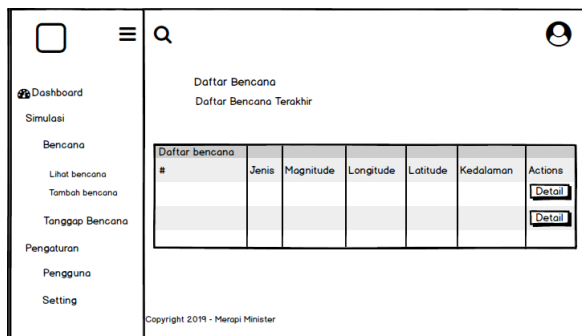 Dashboard
Simulasi
Bencana
Lihat bencana
Tambah bencana
Tanggap Bencana
Pengaturan
Pengguna
Setting
Daftar Bencana
Daftar Bencana Terakhir
Daftar bencana
# Jenis Magnitude Longitude Latitude Kedalaman Actions
Detail
Detail
Copyright 2019 - Merapi Minister